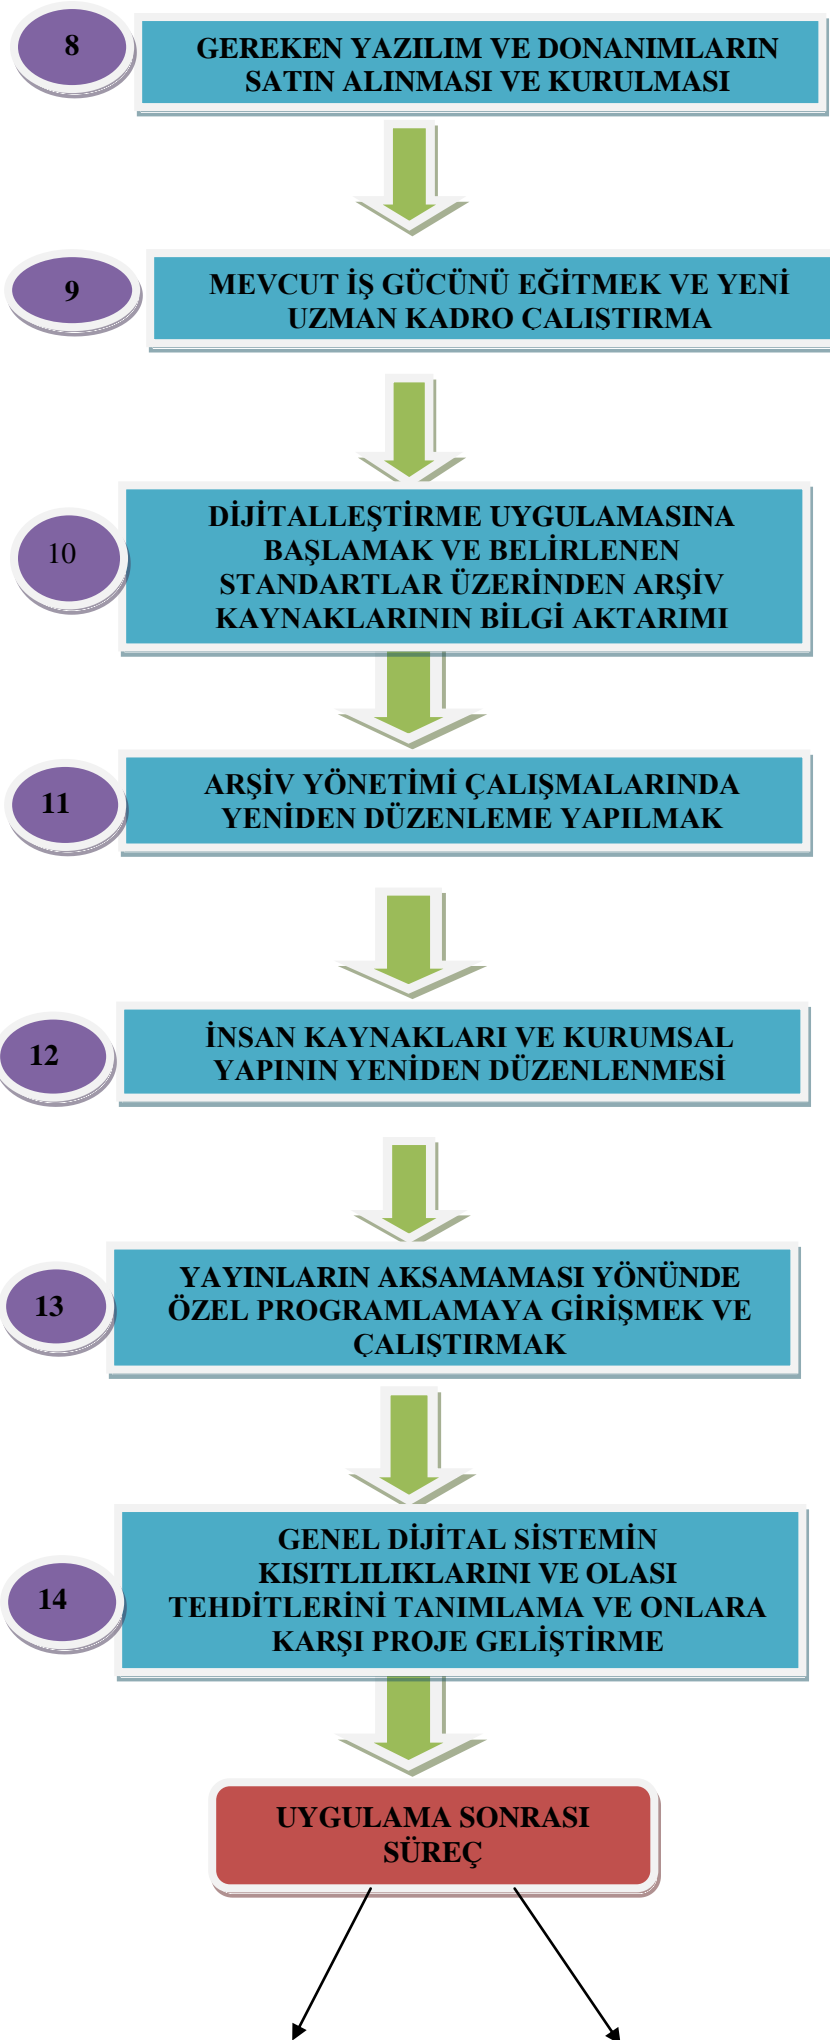 8
GEREKEN YAZILIM VE DONANIMLARIN
SATIN ALINMASI VE KURULMASI
9
MEVCUT İŞ GÜCÜNÜ EĞİTMEK VE YENİ
UZMAN KADRO ÇALIŞTIRMA
10
DİJİTALLEŞTİRME UYGULAMASINA
BAŞLAMAK VE BELİRLENEN
STANDARTLAR ÜZERİNDEN ARŞİV
KAYNAKLARININ BİLGİ AKTARIMI
11
ARŞİV YÖNETİMİ ÇALIŞMALARINDA
YENİDEN DÜZENLEME YAPILMAK
12
İNSAN KAYNAKLARI VE KURUMSAL
YAPININ YENİDEN DÜZENLENMESİ
13
YAYINLARIN AKSAMAMASI YÖNÜNDE
ÖZEL PROGRAMLAMAYA GİRİŞMEK VE
ÇALIŞTIRMAK
14
GENEL DİJİTAL SİSTEMİN
KISITLILIKLARINI VE OLASI
TEHDİTLERİNİ TANIMLAMA VE ONLARA
KARŞI PROJE GELİŞTİRME
UYGULAMA SONRASI
SÜREÇ